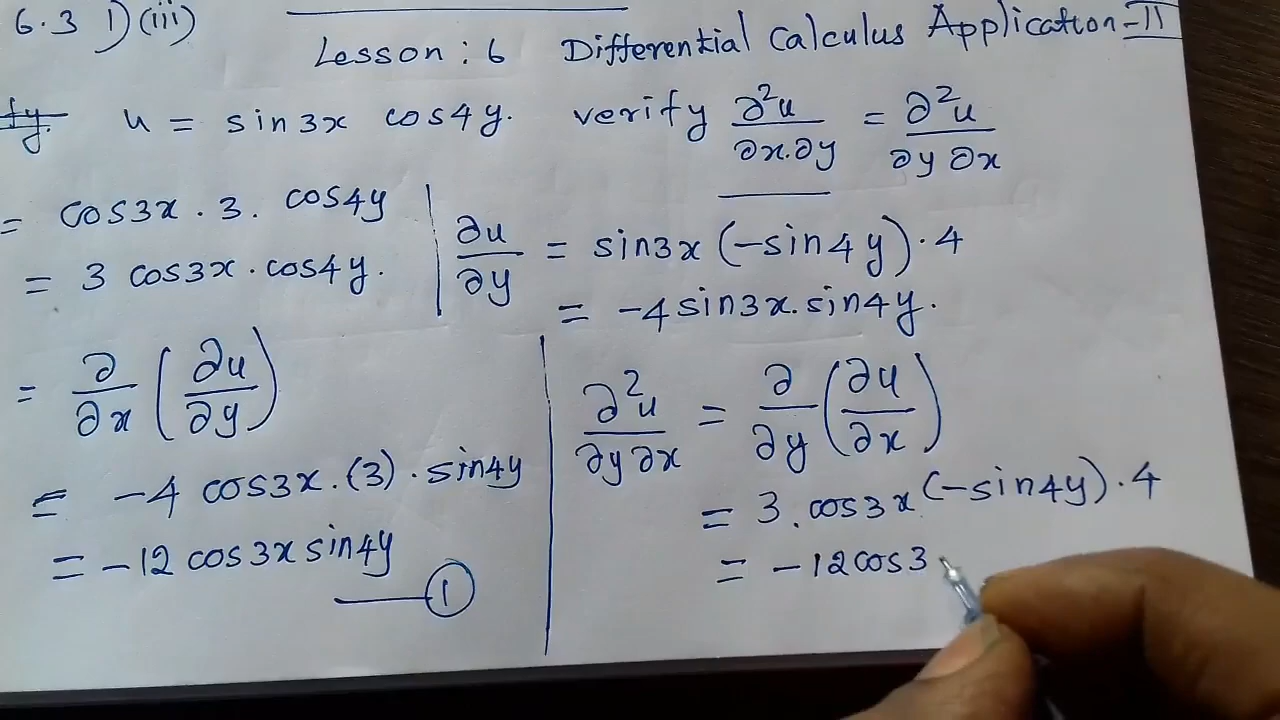 6.3 1) (iii)
Lesson : 6 Differential Calculus Application - II
fy. u = sin3x cos4y. verify ∂²u/∂x.∂y = ∂²u/∂y∂x
= cos3x . 3 . cos4y
= 3 cos3x . cos4y.
∂u/∂y = sin3x (-sin4y) . 4
= -4 sin3x . sin4y.
= ∂/∂x (∂u/∂y)
= -4 cos3x . (3) . sin4y
= -12 cos3x sin4y
①
∂²u/∂y∂x = ∂/∂y (∂u/∂x)
= 3 . cos3x (-sin4y) . 4
= -12 cos3